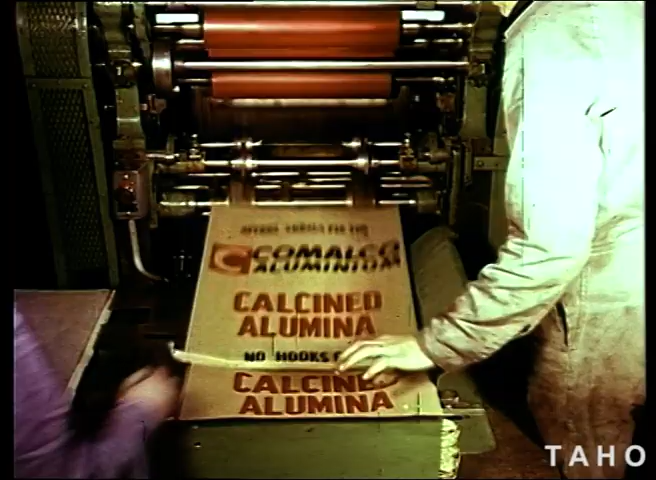 C COMALCO
ALUMINIUM
CALCINED
ALUMINA
NO HOOKS
CALCINED
ALUMINA
TAHO